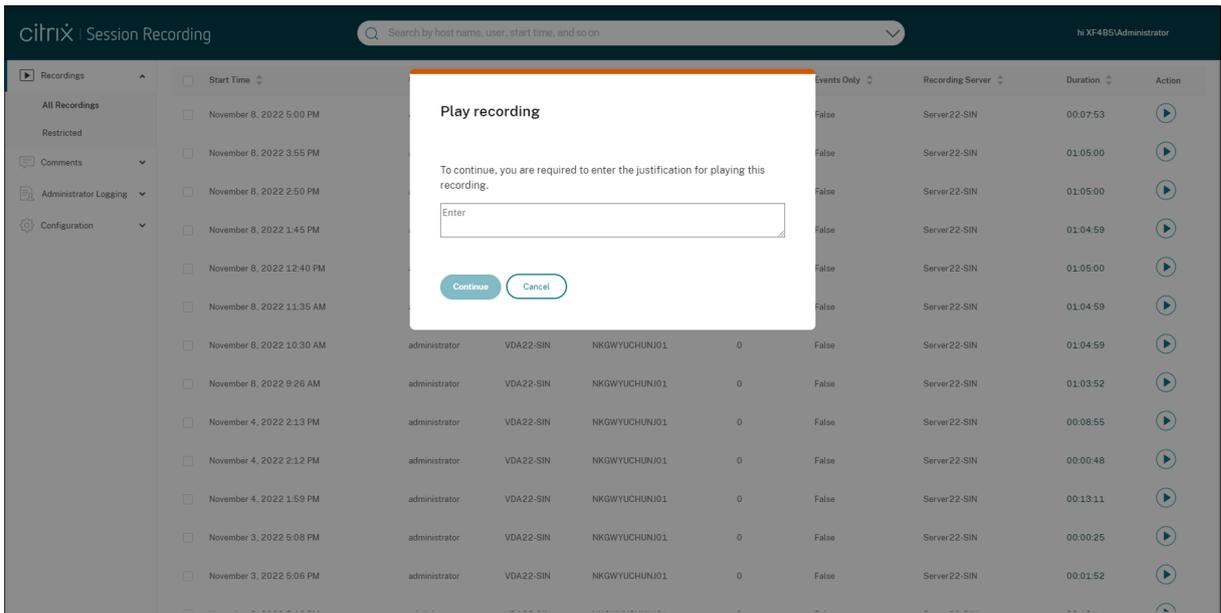 citrix | Session Recording
Search by host name, user, start time, and so on
hi XF4B5\Administrator
Recordings
All Recordings
Restricted
Comments
Administrator Logging
Configuration
Start Time Events Only Recording Server Duration Action
November 8, 2022 5:00 PM False Server22-SIN 00:07:53
November 8, 2022 3:55 PM False Server22-SIN 01:05:00
November 8, 2022 2:50 PM False Server22-SIN 01:05:00
November 8, 2022 1:45 PM False Server22-SIN 01:04:59
November 8, 2022 12:40 PM False Server22-SIN 01:05:00
November 8, 2022 11:35 AM False Server22-SIN 01:04:59
November 8, 2022 10:30 AM administrator VDA22-SIN NKGWYUCHUNJ01 0 False Server22-SIN 01:04:59
November 8, 2022 9:26 AM administrator VDA22-SIN NKGWYUCHUNJ01 0 False Server22-SIN 01:03:52
November 4, 2022 2:13 PM administrator VDA22-SIN NKGWYUCHUNJ01 0 False Server22-SIN 00:08:55
November 4, 2022 2:12 PM administrator VDA22-SIN NKGWYUCHUNJ01 0 False Server22-SIN 00:00:48
November 4, 2022 1:59 PM administrator VDA22-SIN NKGWYUCHUNJ01 0 False Server22-SIN 00:13:11
November 3, 2022 5:08 PM administrator VDA22-SIN NKGWYUCHUNJ01 0 False Server22-SIN 00:00:25
November 3, 2022 5:06 PM administrator VDA22-SIN NKGWYUCHUNJ01 0 False Server22-SIN 00:01:52
Play recording
To continue, you are required to enter the justification for playing this
recording.
Enter
Continue Cancel